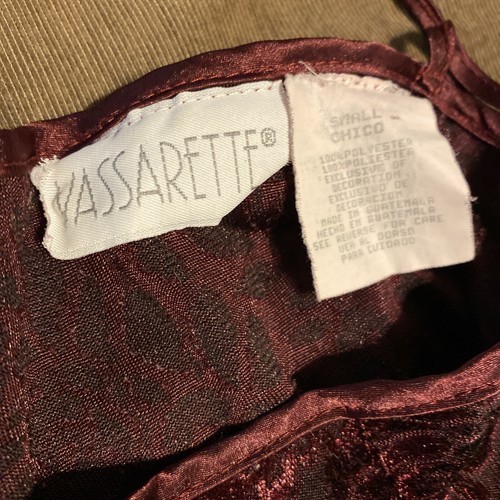 VASSARETTE®
SMALL -
CHICO
100% POLYESTER
100% POLIESTER
EXCLUSIVE OF
DECORATION
EXCLUSIVO DE
DECORACION
MADE IN GUATEMALA
HECHO EN GUATEMALA
SEE REVERSE FOR CARE
VER AL DORSO
PARA CUIDADO